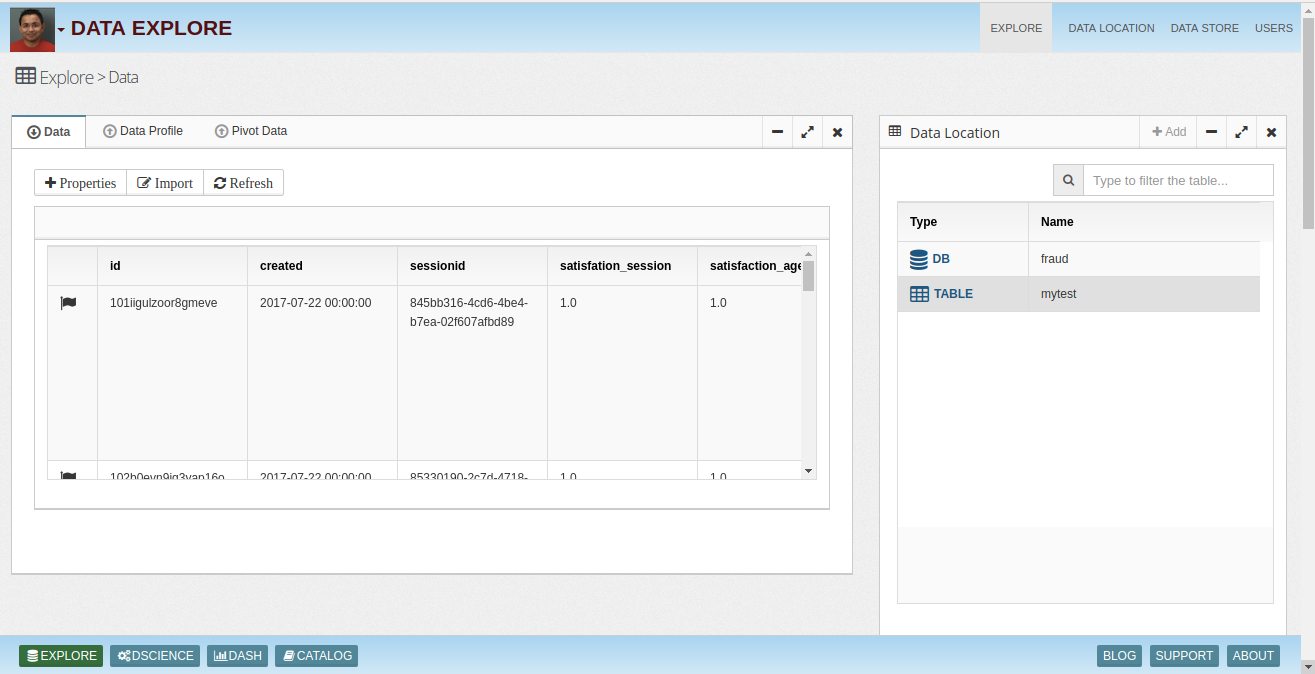 DATA EXPLORE
EXPLORE DATA LOCATION DATA STORE USERS
Explore > Data
Data Data Profile Pivot Data
Properties Import Refresh
id created sessionid satisfation_session satisfaction_age
101iigulzoor8gmeve 2017-07-22 00:00:00 845bb316-4cd6-4be4- 1.0 1.0
b7ea-02f607afbd89
2017-07-22 00:00:00 85330190-2c7d-4718- 1.0 1.0
Data Location Add
Type to filter the table...
Type Name
DB fraud
TABLE mytest
EXPLORE DSCIENCE DASH CATALOG BLOG SUPPORT ABOUT